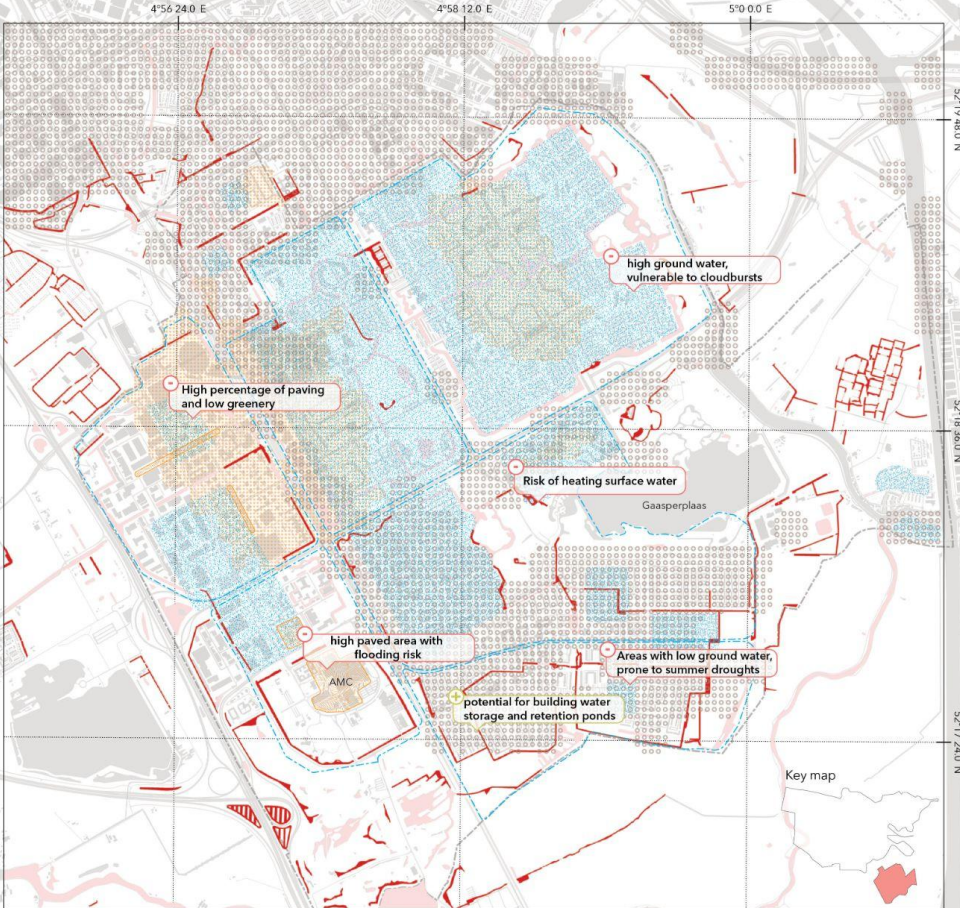 4°56 24.0 E
4°58 12.0 E
5°0 0.0 E
52°19 48.0 N
high ground water,
vulnerable to cloudbursts
High percentage of paving
and low greenery
52°18 36.0 N
Risk of heating surface water
Gaasperplaas
high paved area with
flooding risk
Areas with low ground water,
prone to summer droughts
AMC
potential for building water
storage and retention ponds
52°17 24.0 N
Key map